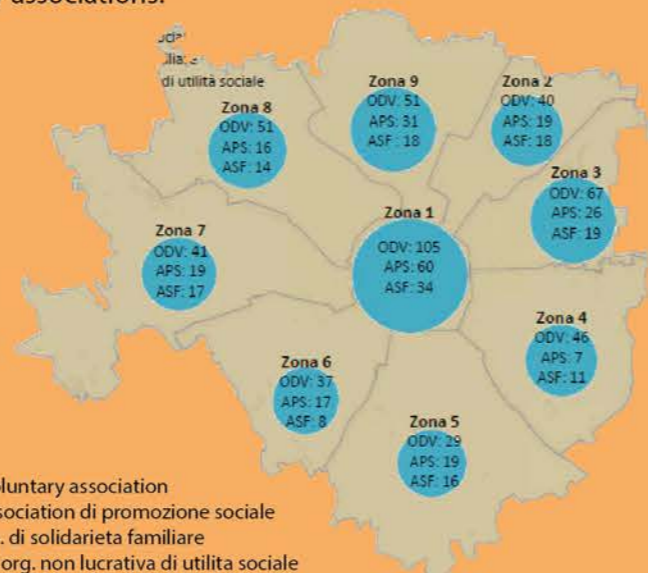 associations.
di utilità sociale
Zona 9
ODV: 51
APS: 31
ASF : 18
Zona 2
ODV: 40
APS: 19
ASF: 18
Zona 8
ODV: 51
APS: 16
ASF: 14
Zona 3
ODV: 67
APS: 26
ASF: 19
Zona 1
ODV: 105
APS: 60
ASF: 34
Zona 7
ODV: 41
APS: 19
ASF: 17
Zona 4
ODV: 46
APS: 7
ASF: 11
Zona 6
ODV: 37
APS: 17
ASF: 8
Zona 5
ODV: 29
APS: 19
ASF: 16
oluntary association
sociation di promozione sociale
. di solidarieta familiare
org. non lucrativa di utilita sociale